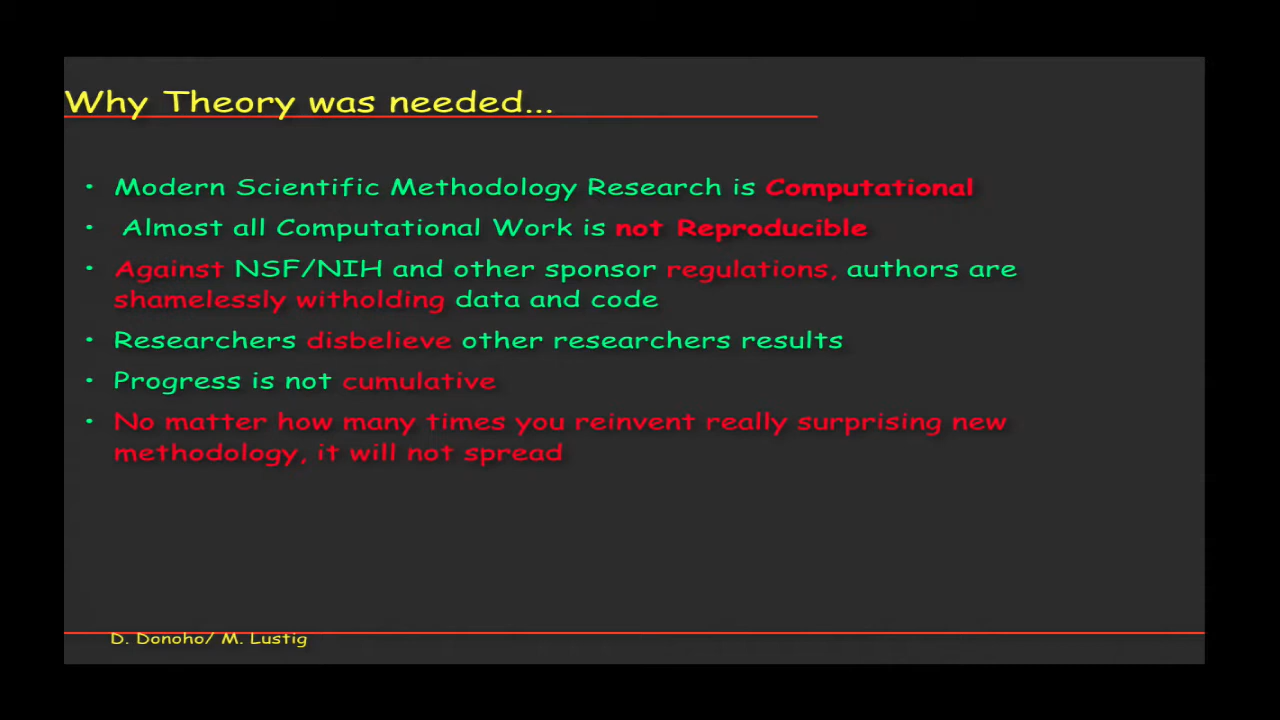 Why Theory was needed...
• Modern Scientific Methodology Research is Computational
• Almost all Computational Work is not Reproducible
• Against NSF/NIH and other sponsor regulations, authors are
shamelessly witholding data and code
• Researchers disbelieve other researchers results
• Progress is not cumulative
• No matter how many times you reinvent really surprising new
methodology, it will not spread
D. Donoho/ M. Lustig